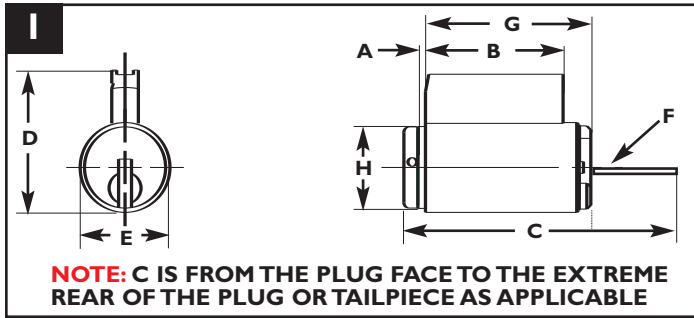 I
G
A
B
D
F
H
E
C
NOTE: C IS FROM THE PLUG FACE TO THE EXTREME
REAR OF THE PLUG OR TAILPIECE AS APPLICABLE